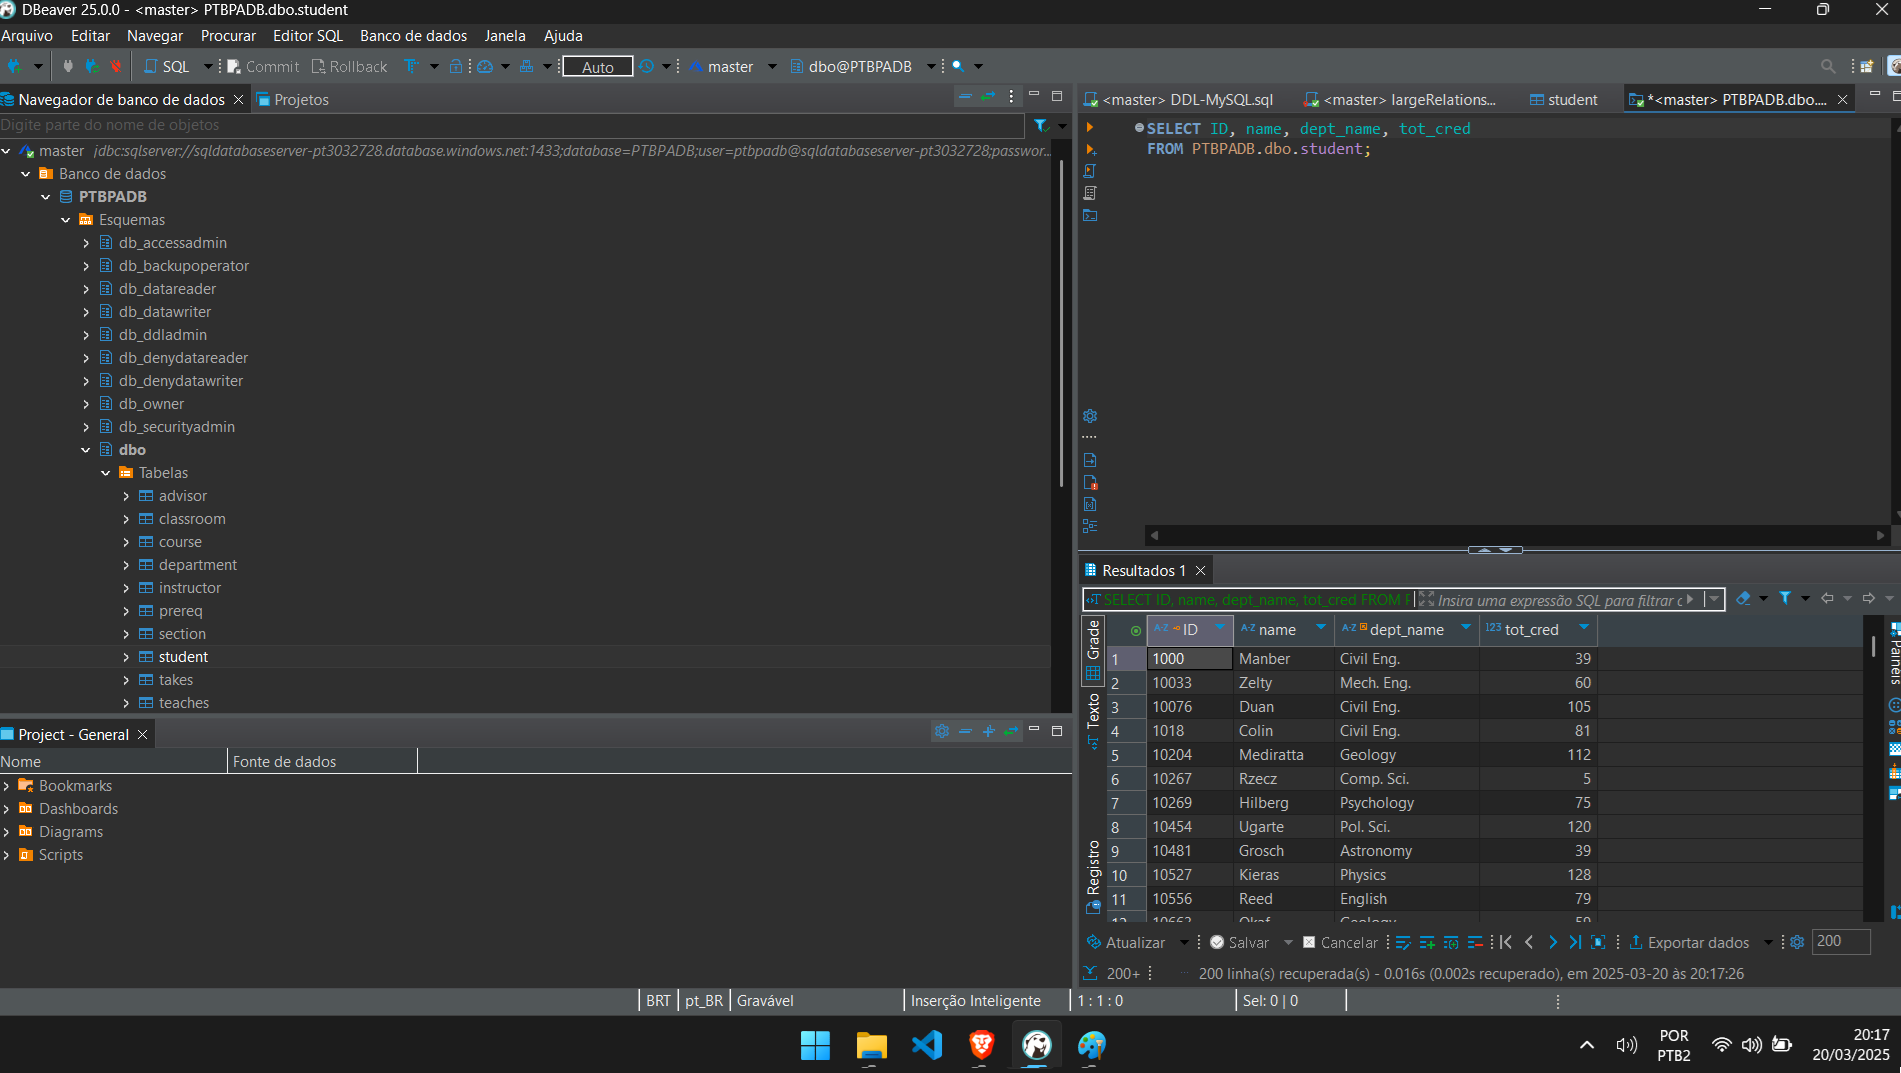 DBeaver 25.0.0 - <master> PTBPADB.dbo.student
Arquivo Editar Navegar Procurar Editor SQL Banco de dados Janela Ajuda
SQL Commit Rollback Auto master dbo@PTBPADB
Navegador de banco de dados Projetos
Digite parte do nome de objetos
master jdbc:sqlserver://sqldatabaseserver-pt3032728.database.windows.net:1433;database=PTBPADB;user=ptbpadb@sqldatabaseserver-pt3032728;passwor...
Banco de dados
PTBPADB
Esquemas
db_accessadmin
db_backupoperator
db_datareader
db_datawriter
db_ddladmin
db_denydatareader
db_denydatawriter
db_owner
db_securityadmin
dbo
Tabelas
advisor
classroom
course
department
instructor
prereq
section
student
takes
teaches
Project - General
Nome Fonte de dados
Bookmarks
Dashboards
Diagrams
Scripts
<master> DDL-MySQL.sql <master> largeRelations... student *<master> PTBPADB.dbo....
SELECT ID, name, dept_name, tot_cred
FROM PTBPADB.dbo.student;
Resultados 1
SELECT ID, name, dept_name, tot_cred FROM Insira uma expressão SQL para filtrar
Grade
Texto
Registro
Painéis
ID name dept_name tot_cred
1 1000 Manber Civil Eng. 39
2 10033 Zelty Mech. Eng. 60
3 10076 Duan Civil Eng. 105
4 1018 Colin Civil Eng. 81
5 10204 Mediratta Geology 112
6 10267 Rzecz Comp. Sci. 5
7 10269 Hilberg Psychology 75
8 10454 Ugarte Pol. Sci. 120
9 10481 Grosch Astronomy 39
10 10527 Kieras Physics 128
11 10556 Reed English 79
Atualizar Salvar Cancelar Exportar dados 200
200+ 200 linha(s) recuperada(s) - 0.016s (0.002s recuperado), em 2025-03-20 às 20:17:26
BRT pt_BR Gravável Inserção Inteligente 1 : 1 : 0 Sel: 0 | 0
POR
PTB2
20:17
20/03/2025